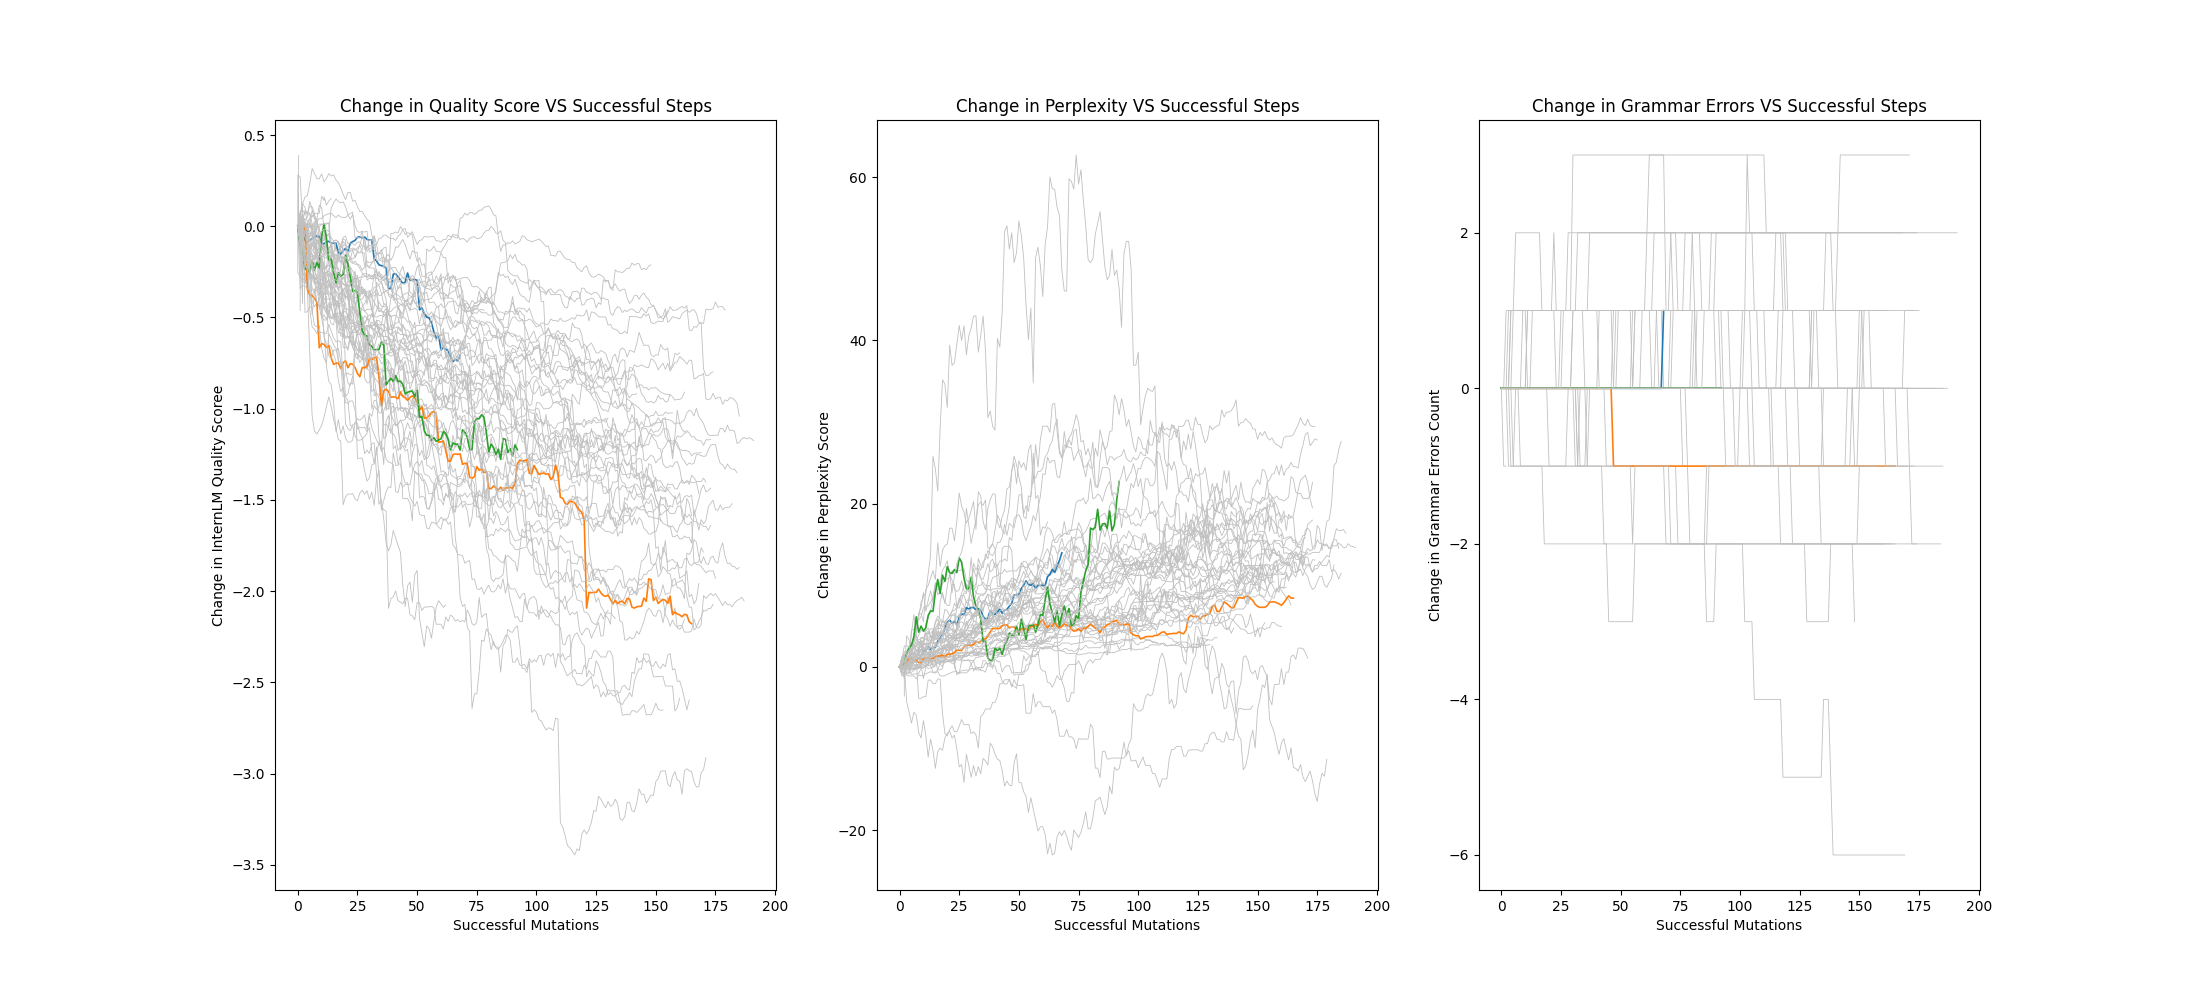 Change in Quality Score VS Successful Steps
Change in InternLM Quality Scoree
0.5
0.0
−0.5
−1.0
−1.5
−2.0
−2.5
−3.0
−3.5
0 25 50 75 100 125 150 175 200
Successful Mutations
Change in Perplexity VS Successful Steps
Change in Perplexity Score
60
40
20
0
−20
0 25 50 75 100 125 150 175 200
Successful Mutations
Change in Grammar Errors VS Successful Steps
Change in Grammar Errors Count
2
0
−2
−4
−6
0 25 50 75 100 125 150 175 200
Successful Mutations